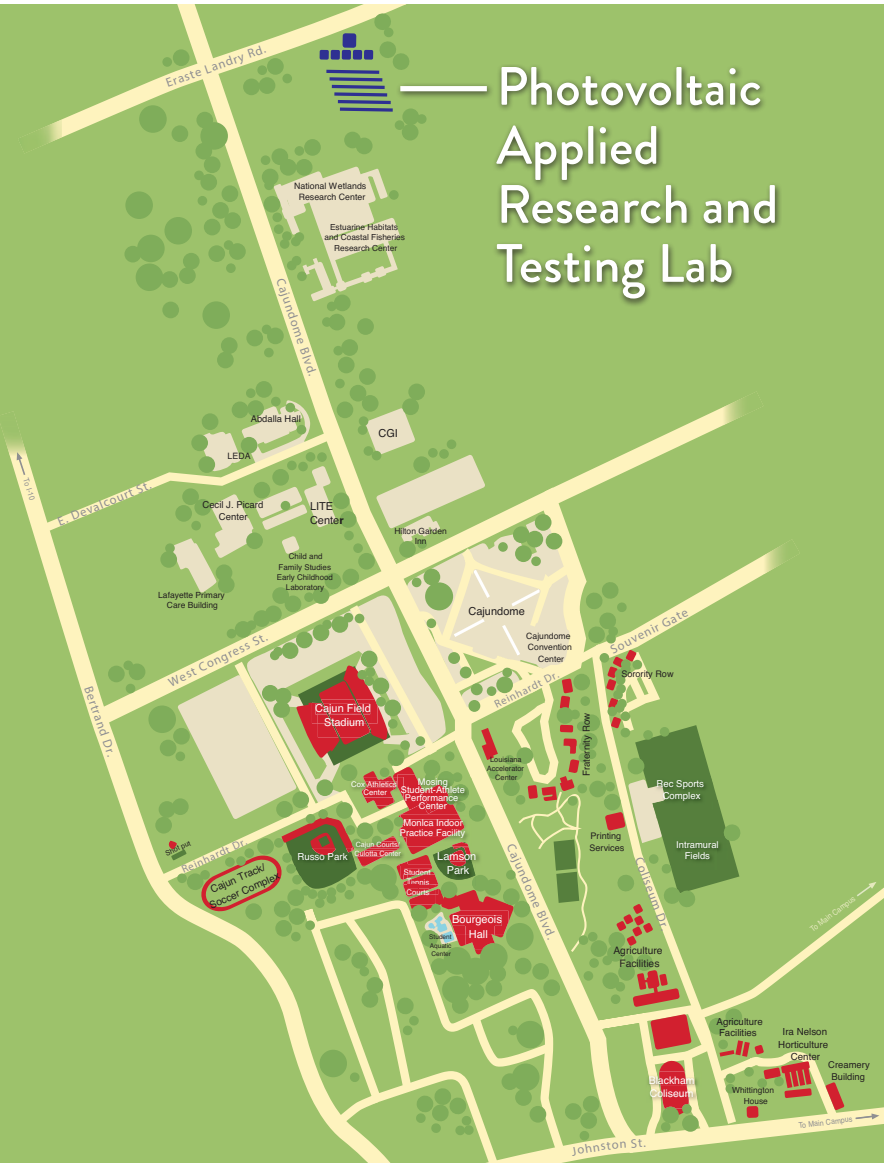 Eraste Landry Rd.
Photovoltaic
Applied
Research and
Testing Lab
National Wetlands
Research Center
Estuarine Habitats
and Coastal Fisheries
Research Center
Cajundome Blvd.
Abdalla Hall
CGI
LEDA
To I-10
E. Devalcourt St.
Cecil J. Picard
Center
LITE
Center
Hilton Garden
Inn
Child and
Family Studies
Early Childhood
Laboratory
Lafayette Primary
Care Building
Cajundome
Cajundome
Convention
Center
Souvenir Gate
West Congress St.
Reinhardt Dr.
Sorority Row
Bertrand Dr.
Cajun Field
Stadium
Fraternity Row
Louisiana
Accelerator
Center
Cox Athletics
Center
Mosing
Student-Athlete
Performance
Center
Rec Sports
Complex
Monica Indoor
Practice Facility
Printing
Services
Intramural
Fields
Shot put
Reinhardt Dr.
Russo Park
Cajun Courts/
Culotta Center
Lamson
Park
Cajun Track/
Soccer Complex
Student
Tennis
Courts
Cajundome Blvd.
Coliseum Dr.
Bourgeois
Hall
Student
Aquatic
Center
To Main Campus
Agriculture
Facilities
Agriculture
Facilities
Ira Nelson
Horticulture
Center
Creamery
Building
Blackham
Coliseum
Whittington
House
To Main Campus
Johnston St.